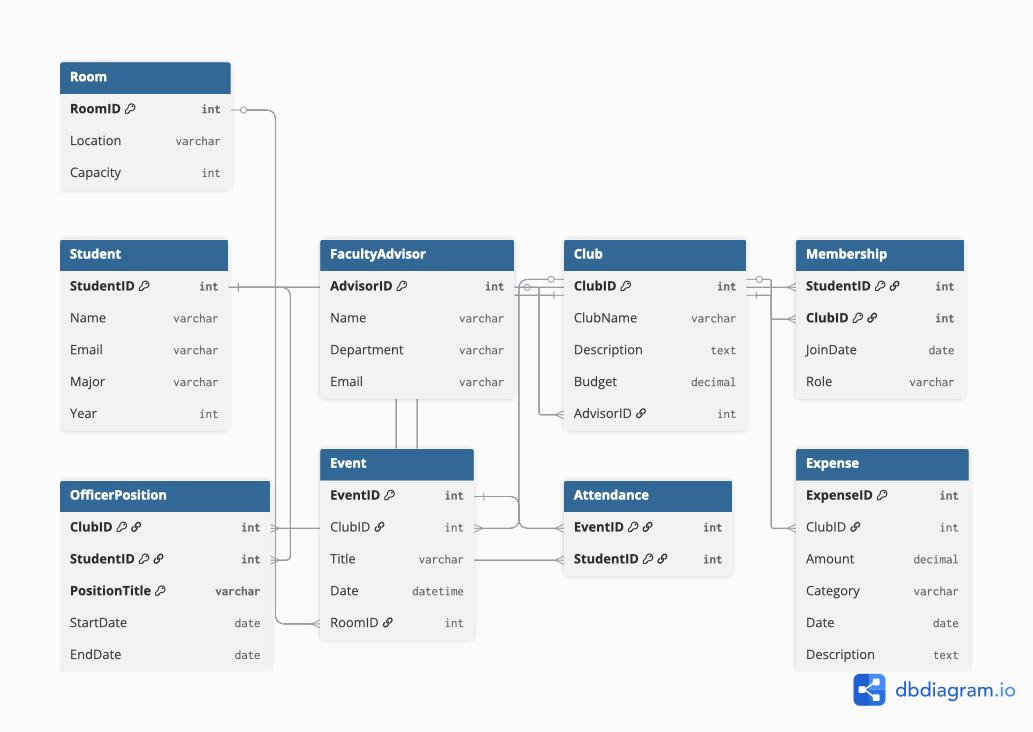 Room
RoomID int
Location varchar
Capacity int
Student
StudentID int
Name varchar
Email varchar
Major varchar
Year int
FacultyAdvisor
AdvisorID int
Name varchar
Department varchar
Email varchar
Club
ClubID int
ClubName varchar
Description text
Budget decimal
AdvisorID int
Membership
StudentID int
ClubID int
JoinDate date
Role varchar
OfficerPosition
ClubID int
StudentID int
PositionTitle varchar
StartDate date
EndDate date
Event
EventID int
ClubID int
Title varchar
Date datetime
RoomID int
Attendance
EventID int
StudentID int
Expense
ExpenseID int
ClubID int
Amount decimal
Category varchar
Date date
Description text
dbdiagram.io